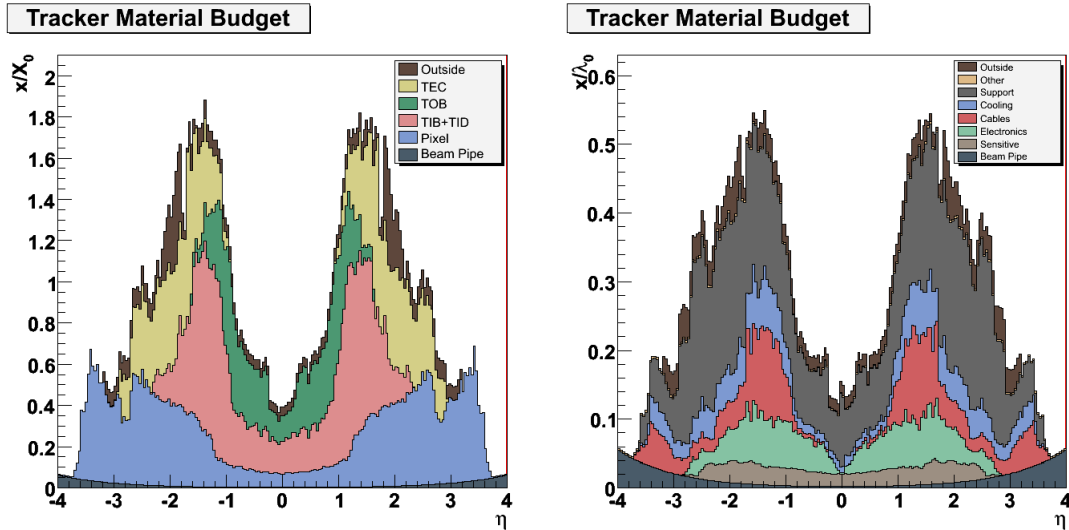 Tracker Material Budget
x/X0
2
1.8
1.6
1.4
1.2
1
0.8
0.6
0.4
0.2
0
-4 -3 -2 -1 0 1 2 3 4
η
Outside
TEC
TOB
TIB+TID
Pixel
Beam Pipe
Tracker Material Budget
x/λ0
0.6
0.5
0.4
0.3
0.2
0.1
0
-4 -3 -2 -1 0 1 2 3 4
η
Outside
Other
Support
Cooling
Cables
Electronics
Sensitive
Beam Pipe